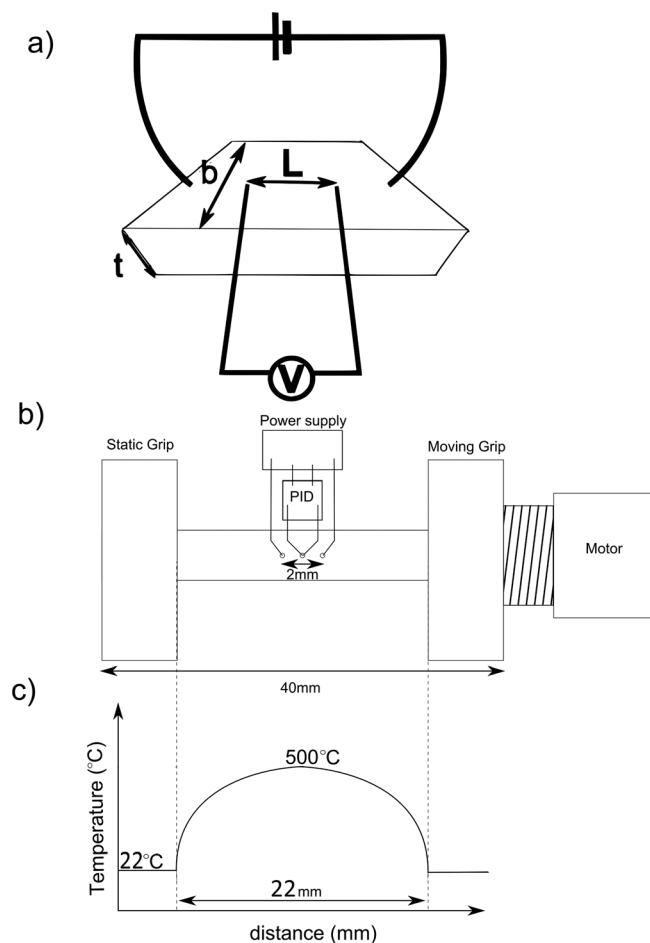 a)
b
L
t
V
b)
Power supply
Static Grip
Moving Grip
PID
Motor
2mm
40mm
c)
Temperature (°C)
500°C
22°C
22mm
distance (mm)